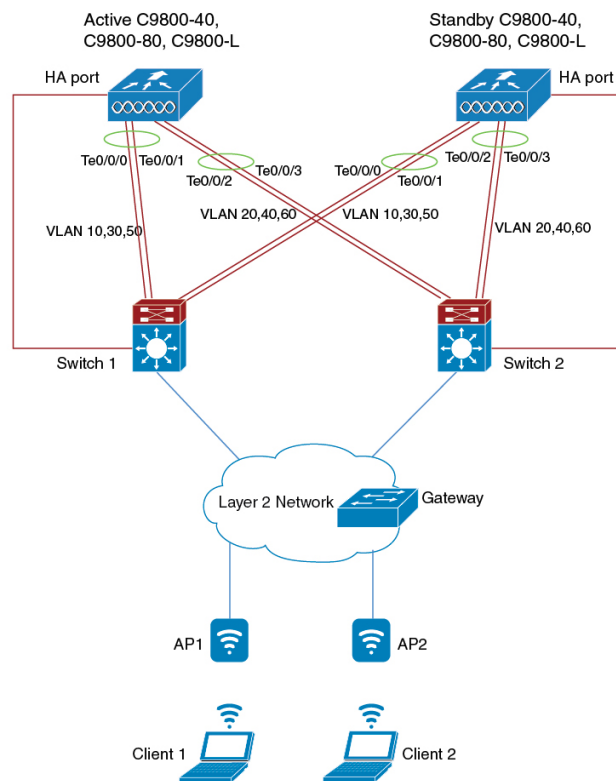 Active C9800-40,
C9800-80, C9800-L
Standby C9800-40,
C9800-80, C9800-L
HA port
HA port
Te0/0/0
Te0/0/1
Te0/0/2
Te0/0/3
Te0/0/0
Te0/0/1
Te0/0/2
Te0/0/3
VLAN 10,30,50
VLAN 20,40,60
VLAN 10,30,50
VLAN 20,40,60
Switch 1
Switch 2
Layer 2 Network
Gateway
AP1
AP2
Client 1
Client 2